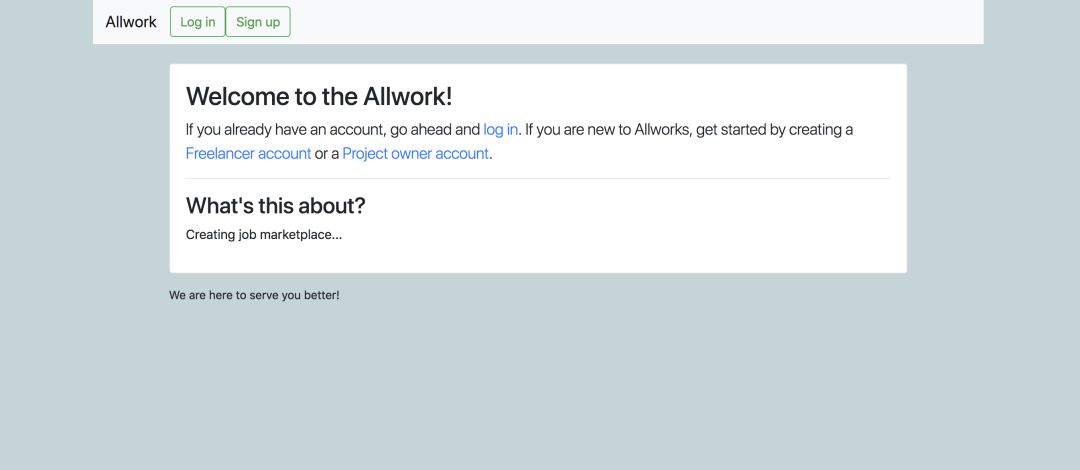 Allwork Log in Sign up
Welcome to the Allwork!
If you already have an account, go ahead and log in. If you are new to Allworks, get started by creating a
Freelancer account or a Project owner account.
What's this about?
Creating job marketplace...
We are here to serve you better!